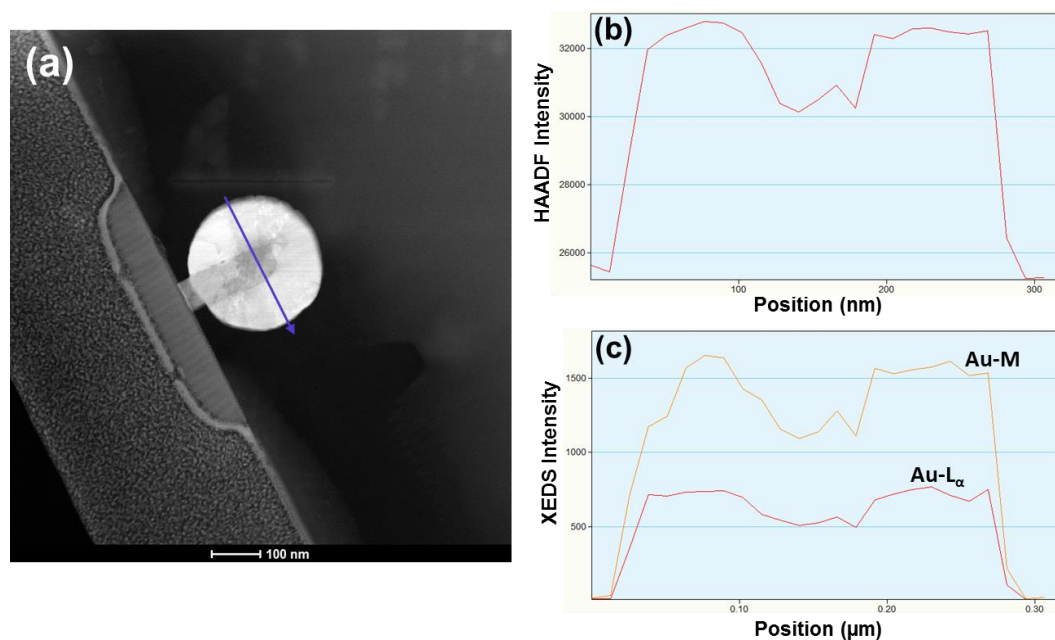 (a)
100 nm
(b)
HAADF Intensity
32000
30000
28000
26000
100
200
300
Position (nm)
(c)
Au-M
Au-Lα
XEDS Intensity
1500
1000
500
0.10
0.20
0.30
Position (µm)